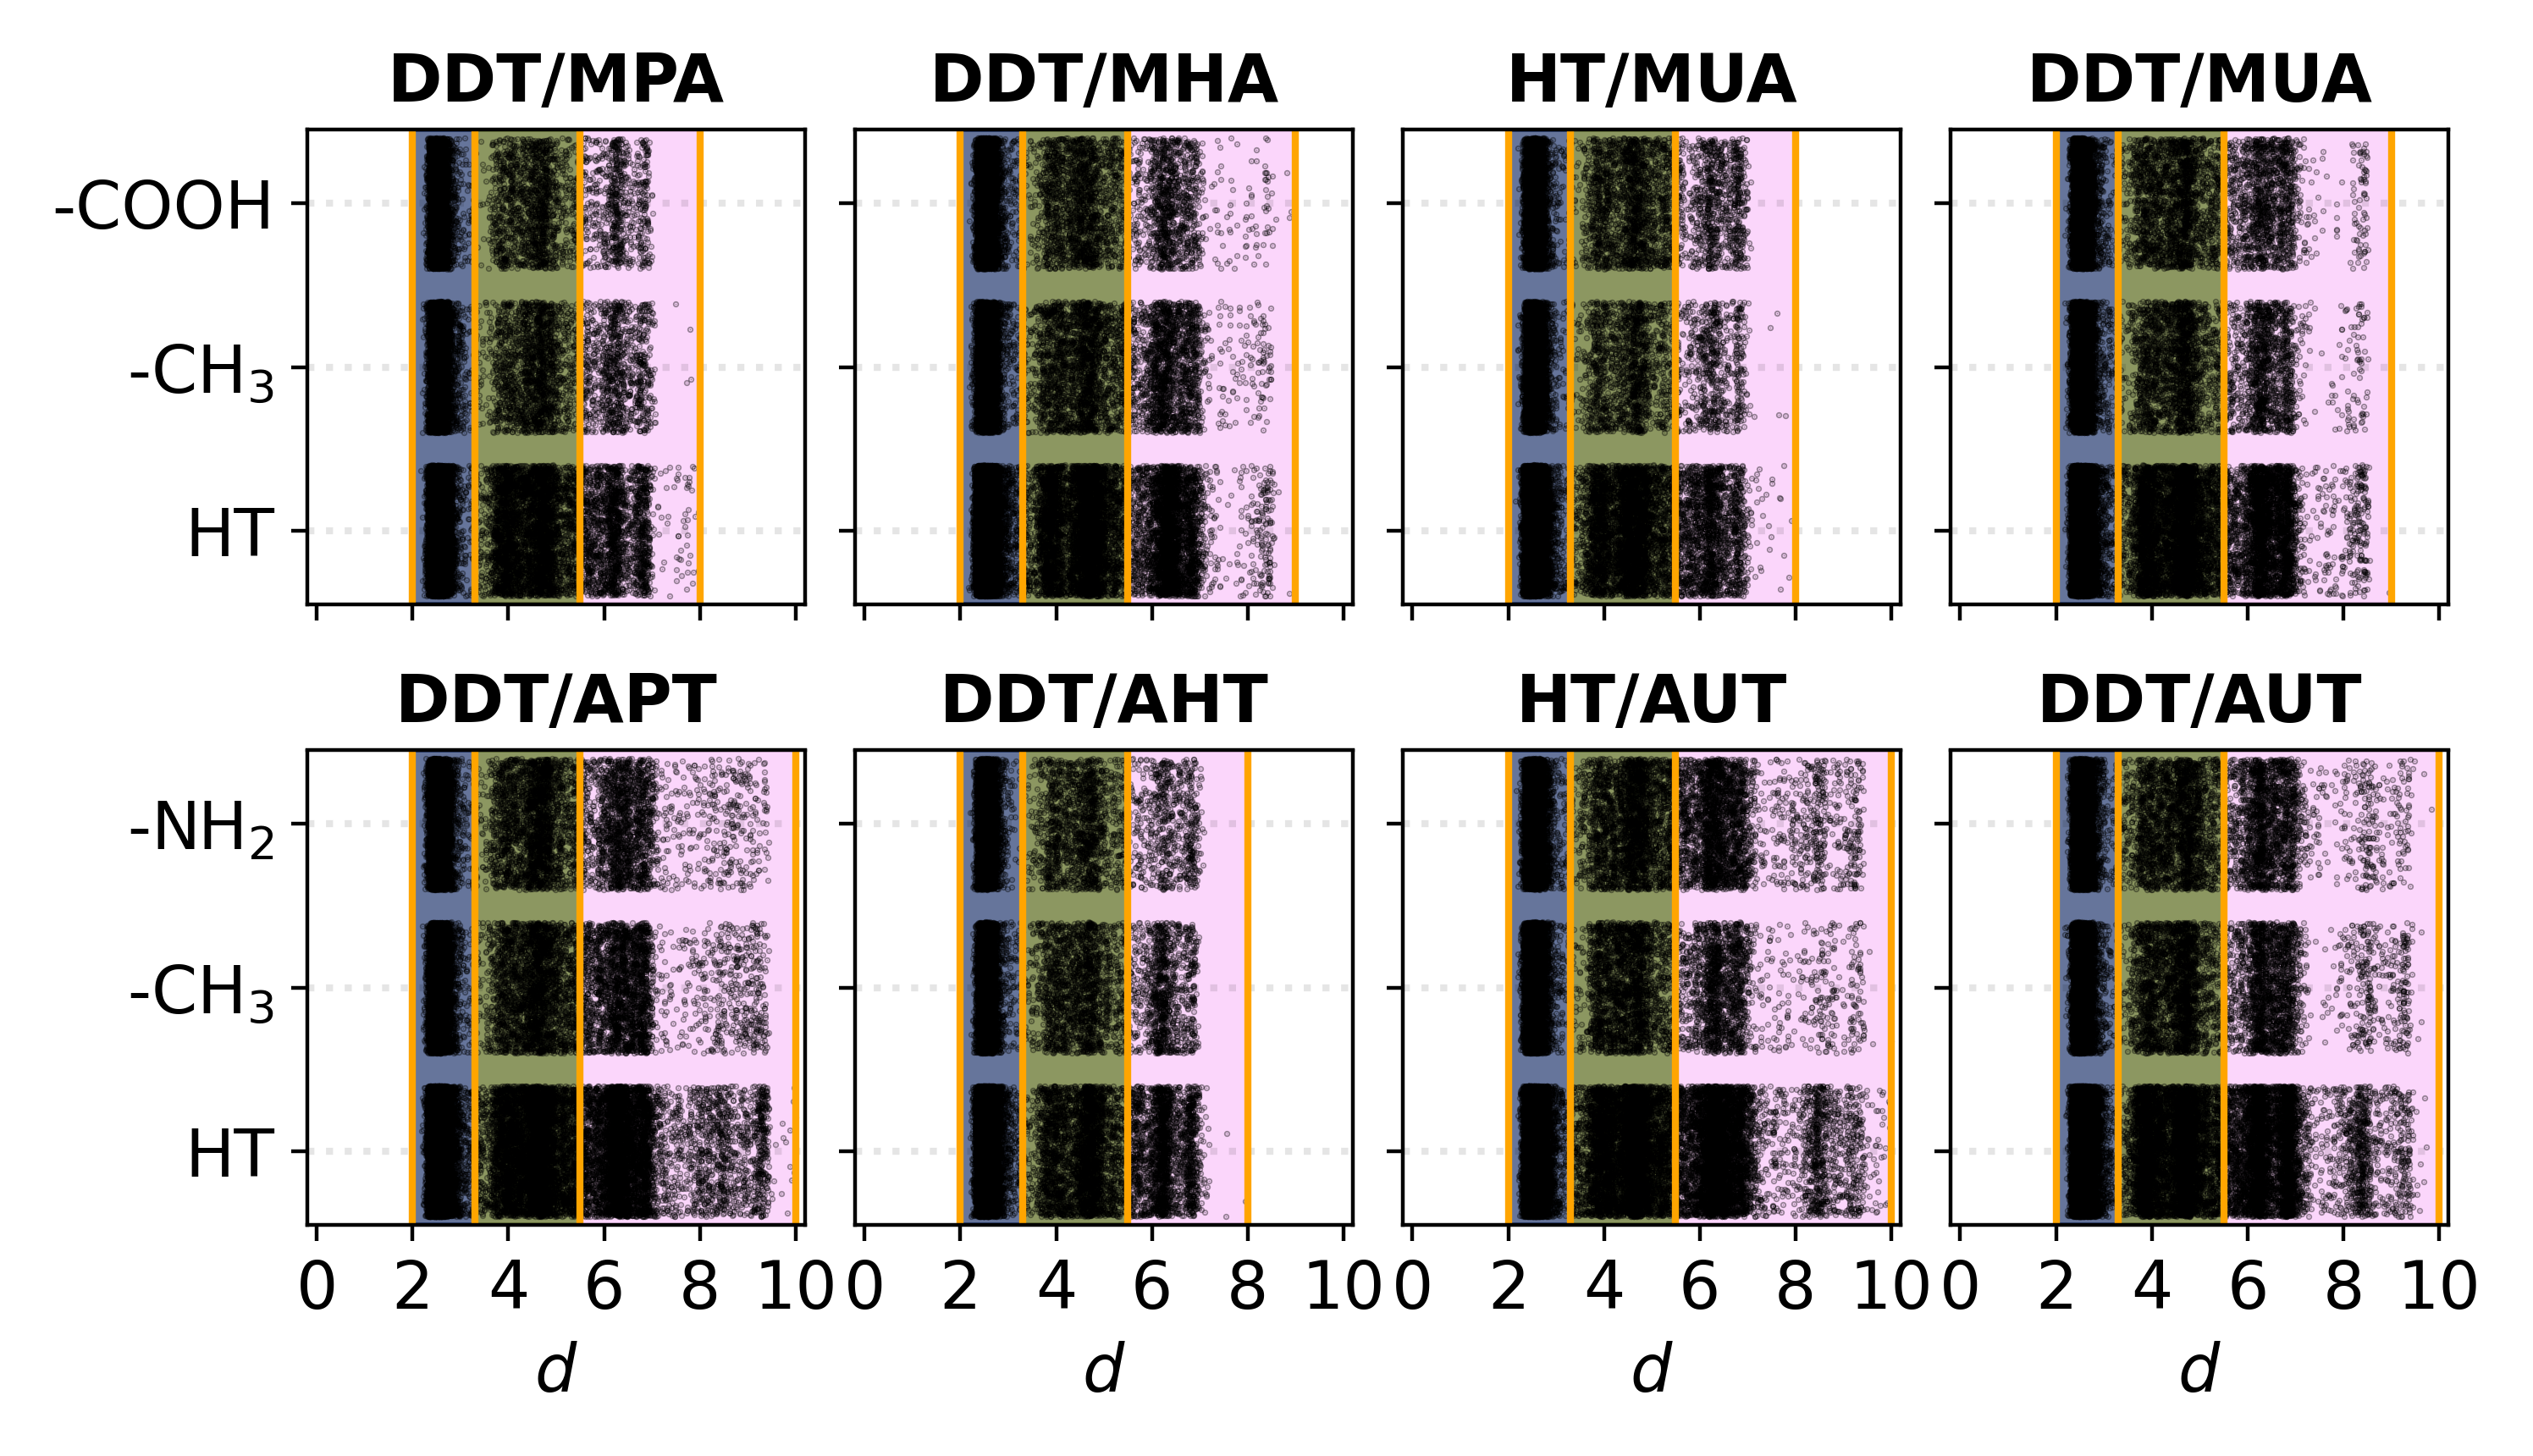 DDT/MPA DDT/MHA HT/MUA DDT/MUA
-COOH
-CH₃
HT
DDT/APT DDT/AHT HT/AUT DDT/AUT
-NH₂
-CH₃
HT
0 2 4 6 8 10 0 2 4 6 8 10 0 2 4 6 8 10 0 2 4 6 8 10
d d d d